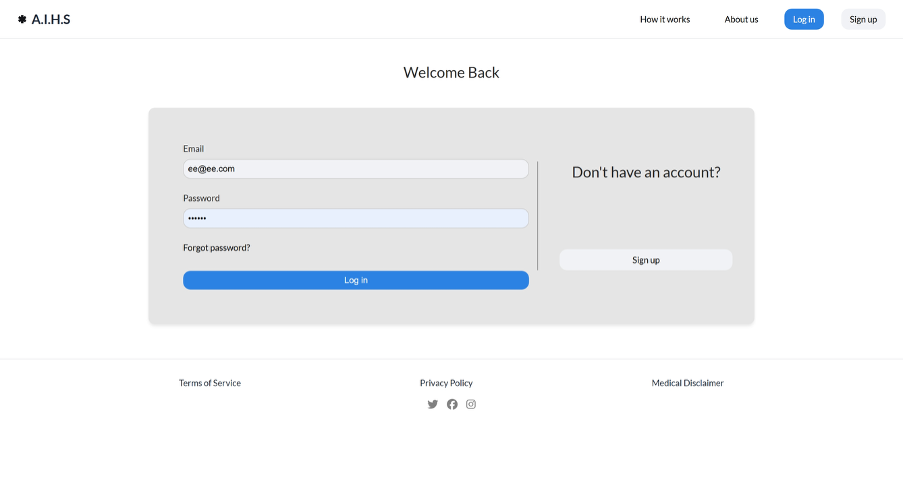 A.I.H.S
How it works
About us
Log in
Sign up
Welcome Back
Email
ee@ee.com
Password
••••••
Forgot password?
Log in
Don't have an account?
Sign up
Terms of Service
Privacy Policy
Medical Disclaimer